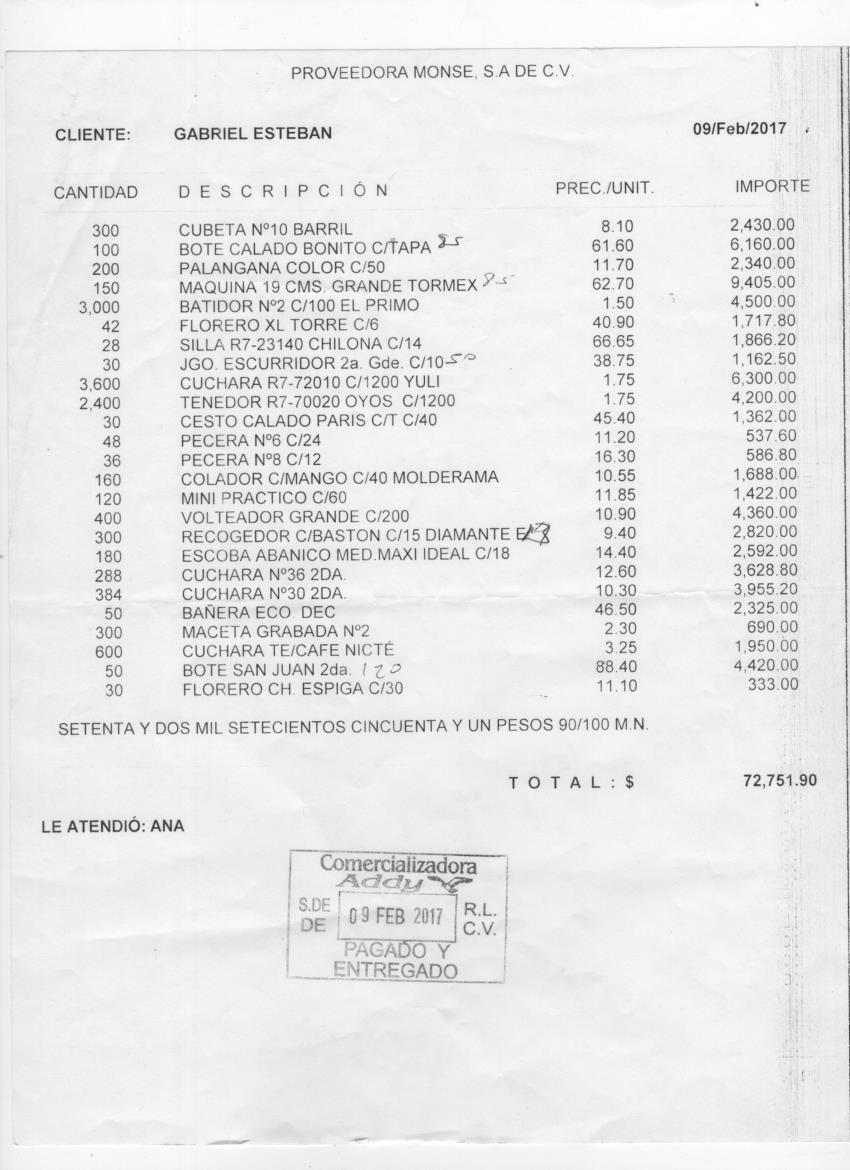 PROVEEDORA MONSE, S.A DE C.V.
CLIENTE: GABRIEL ESTEBAN 09/Feb/2017
CANTIDAD DESCRIPCIÓN PREC./UNIT. IMPORTE
300 CUBETA Nº10 BARRIL 8.10 2,430.00
100 BOTE CALADO BONITO C/TAPA 85 61.60 6,160.00
200 PALANGANA COLOR C/50 11.70 2,340.00
150 MAQUINA 19 CMS. GRANDE TORMEX 85 62.70 9,405.00
3,000 BATIDOR Nº2 C/100 EL PRIMO 1.50 4,500.00
42 FLORERO XL TORRE C/6 40.90 1,717.80
28 SILLA R7-23140 CHILONA C/14 66.65 1,866.20
30 JGO. ESCURRIDOR 2a. Gde. C/10 50 38.75 1,162.50
3,600 CUCHARA R7-72010 C/1200 YULI 1.75 6,300.00
2,400 TENEDOR R7-70020 OYOS C/1200 1.75 4,200.00
30 CESTO CALADO PARIS C/T C/40 45.40 1,362.00
48 PECERA Nº6 C/24 11.20 537.60
36 PECERA Nº8 C/12 16.30 586.80
160 COLADOR C/MANGO C/40 MOLDERAMA 10.55 1,688.00
120 MINI PRACTICO C/60 11.85 1,422.00
400 VOLTEADOR GRANDE C/200 10.90 4,360.00
300 RECOGEDOR C/BASTON C/15 DIAMANTE 9.40 2,820.00
180 ESCOBA ABANICO MED.MAXI IDEAL C/18 14.40 2,592.00
288 CUCHARA Nº36 2DA. 12.60 3,628.80
384 CUCHARA Nº30 2DA. 10.30 3,955.20
50 BAÑERA ECO. DEC 46.50 2,325.00
300 MACETA GRABADA Nº2 2.30 690.00
600 CUCHARA TE/CAFE NICTÉ 3.25 1,950.00
50 BOTE SAN JUAN 2da. 120 88.40 4,420.00
30 FLORERO CH. ESPIGA C/30 11.10 333.00
SETENTA Y DOS MIL SETECIENTOS CINCUENTA Y UN PESOS 90/100 M.N.
TOTAL: $ 72,751.90
LE ATENDIÓ: ANA
Comercializadora
Addy
S.DE R.L.
09 FEB 2017
DE C.V.
PAGADO Y
ENTREGADO